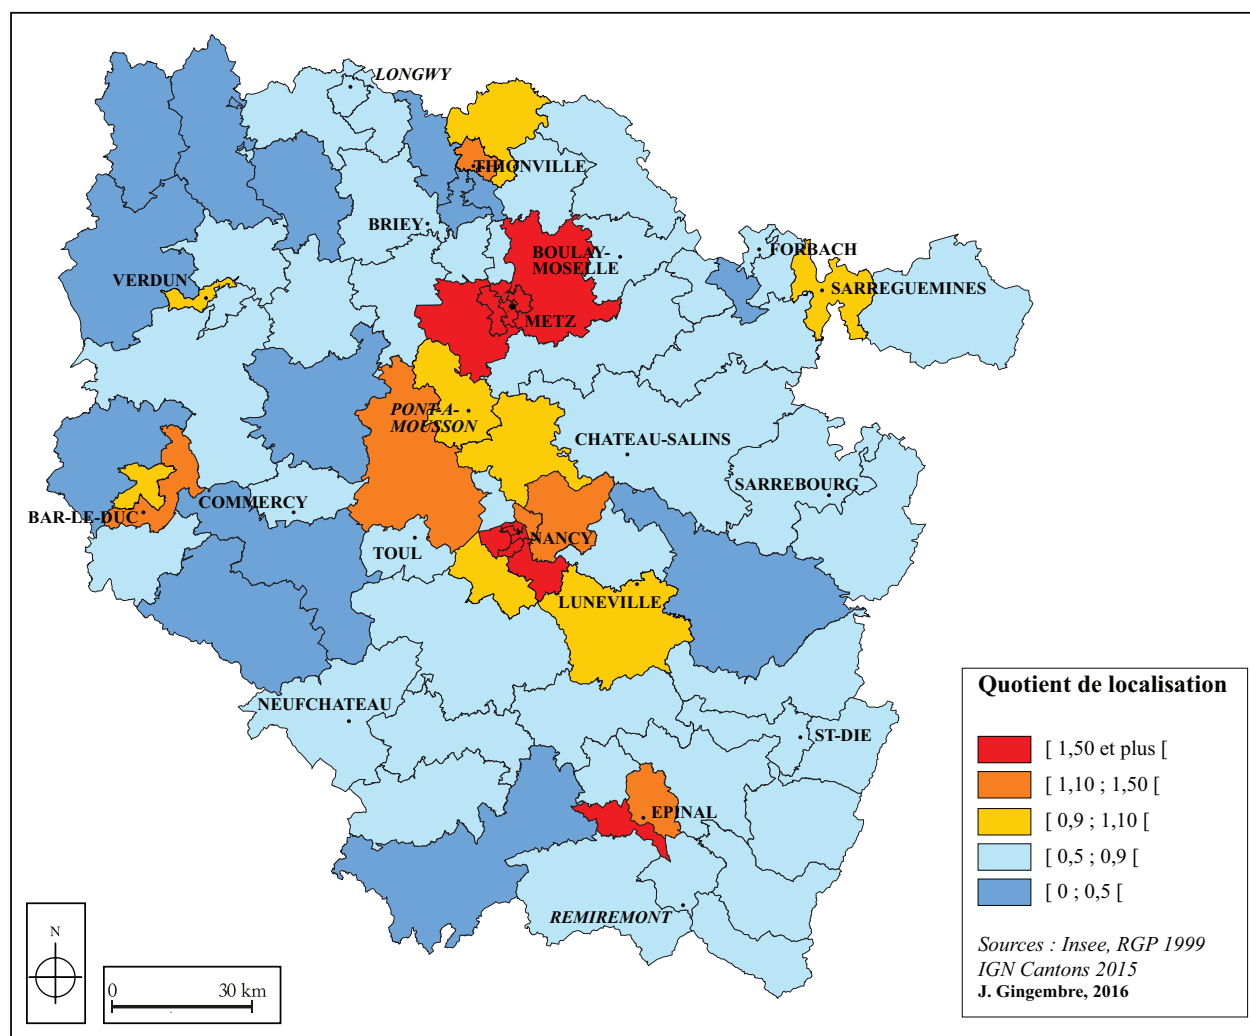 LONGWY
THIONVILLE
BRIEY
BOULAY-
MOSELLE
FORBACH
VERDUN
SARREGUEMINES
METZ
PONT-A-
MOUSSON
CHATEAU-SALINS
SARREBOURG
COMMERCY
BAR-LE-DUC
NANCY
TOUL
LUNEVILLE
NEUFCHATEAU
ST-DIE
EPINAL
REMIREMONT
Quotient de localisation
[ 1,50 et plus [
[ 1,10 ; 1,50 [
[ 0,9 ; 1,10 [
[ 0,5 ; 0,9 [
[ 0 ; 0,5 [
Sources : Insee, RGP 1999
IGN Cantons 2015
J. Gingembre, 2016
N
0 30 km